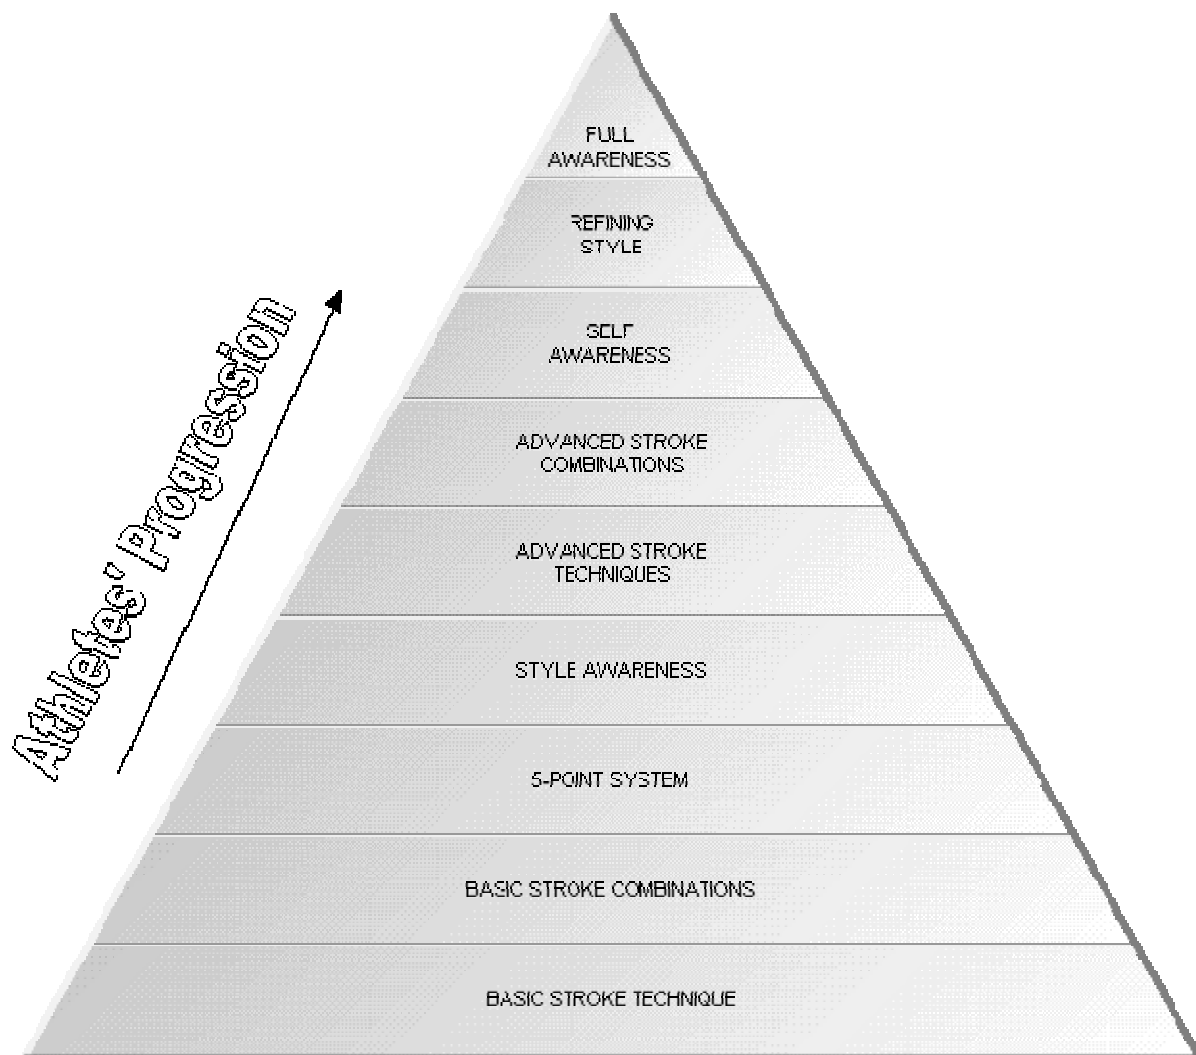 FULL
AWARENESS
REFINING
STYLE
SELF
AWARENESS
Athletes' Progression
ADVANCED STROKE
COMBINATIONS
ADVANCED STROKE
TECHNIQUES
STYLE AWARENESS
5-POINT SYSTEM
BASIC STROKE COMBINATIONS
BASIC STROKE TECHNIQUE